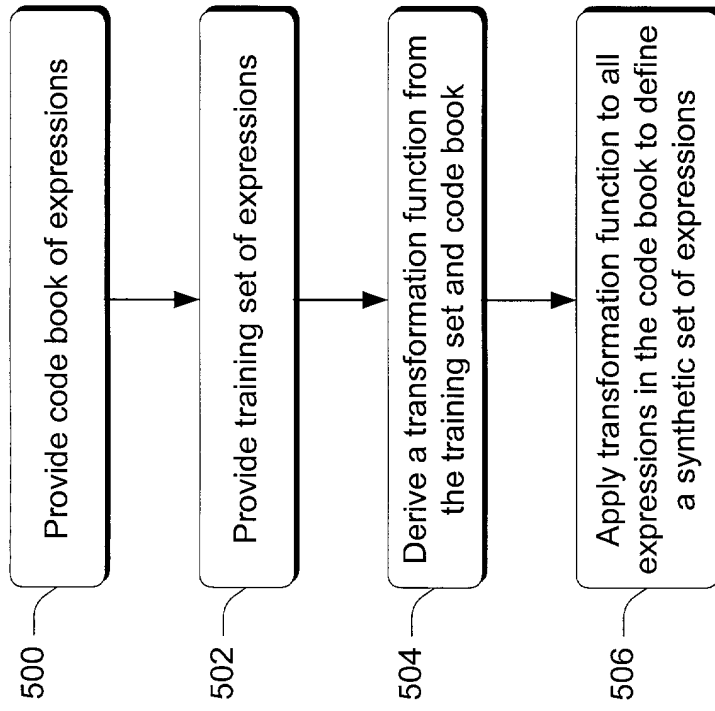 500
Provide code book of expressions
502
Provide training set of expressions
504
Derive a transformation function from
the training set and code book
506
Apply transformation function to all
expressions in the code book to define
a synthetic set of expressions